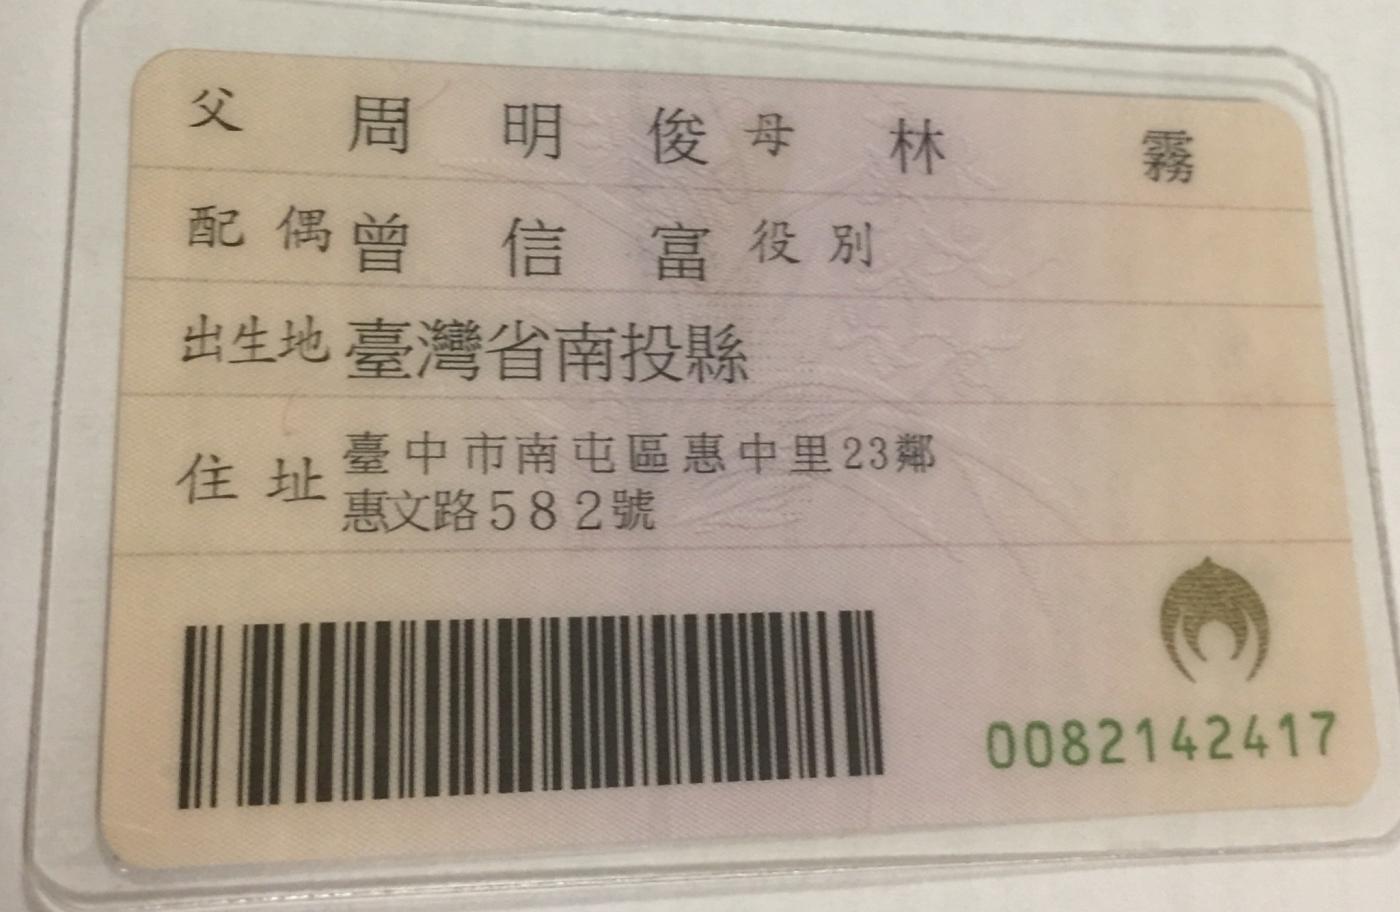 父 周明俊 母 林霧
配偶 曾信富 役別
出生地 臺灣省南投縣
住址 臺中市南屯區惠中里23鄰
惠文路582號
0082142417